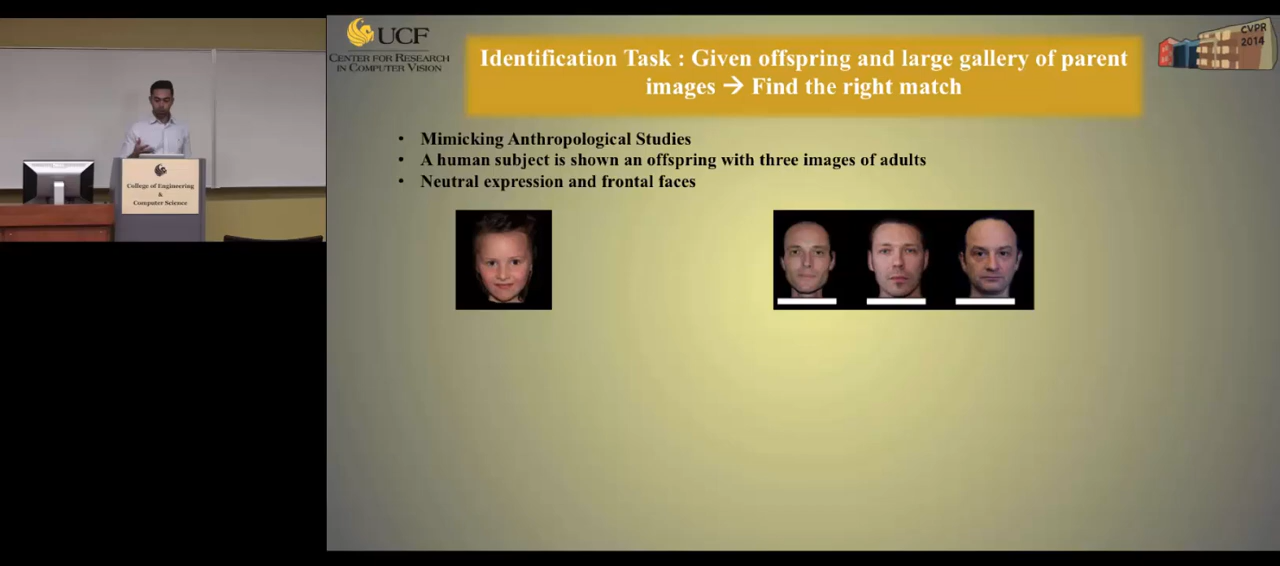 UCF
CENTER FOR RESEARCH
IN COMPUTER VISION
Identification Task : Given offspring and large gallery of parent
images → Find the right match
CVPR
2014
• Mimicking Anthropological Studies
• A human subject is shown an offspring with three images of adults
• Neutral expression and frontal faces
College of Engineering
&
Computer Science